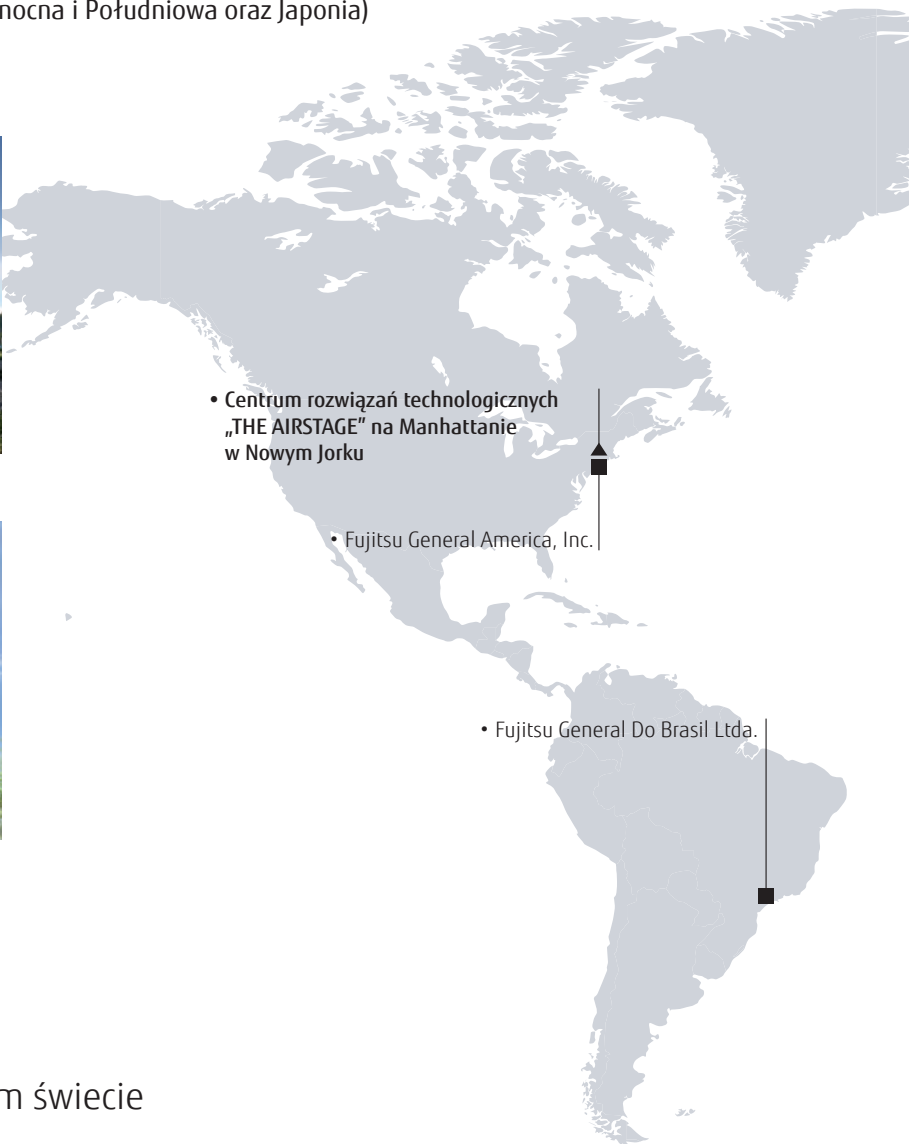 nocna i Południowa oraz Japonia)
• Centrum rozwiązań technologicznych
„THE AIRSTAGE” na Manhattanie
w Nowym Jorku
• Fujitsu General America, Inc.
• Fujitsu General Do Brasil Ltda.
m świecie